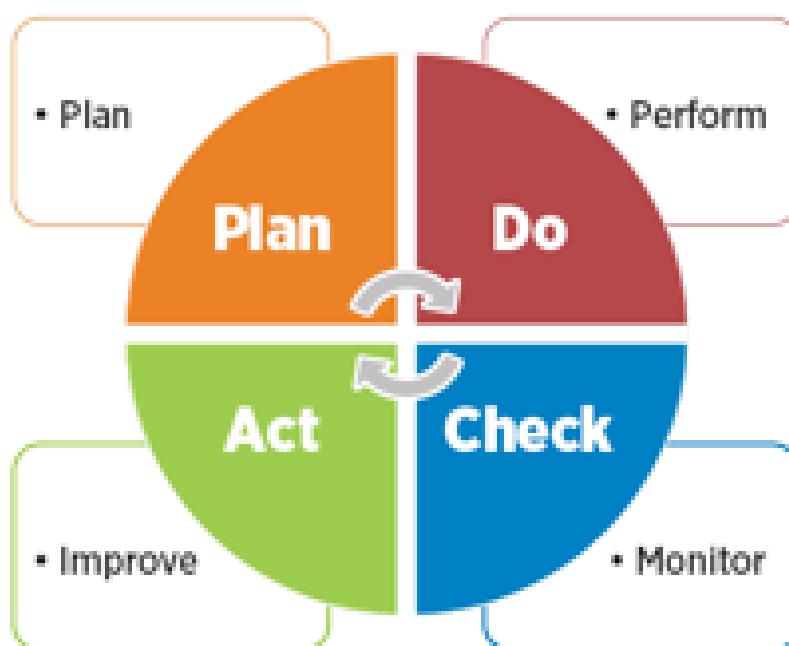 • Plan
• Perform
Plan
Do
Act
Check
• Improve
• Monitor